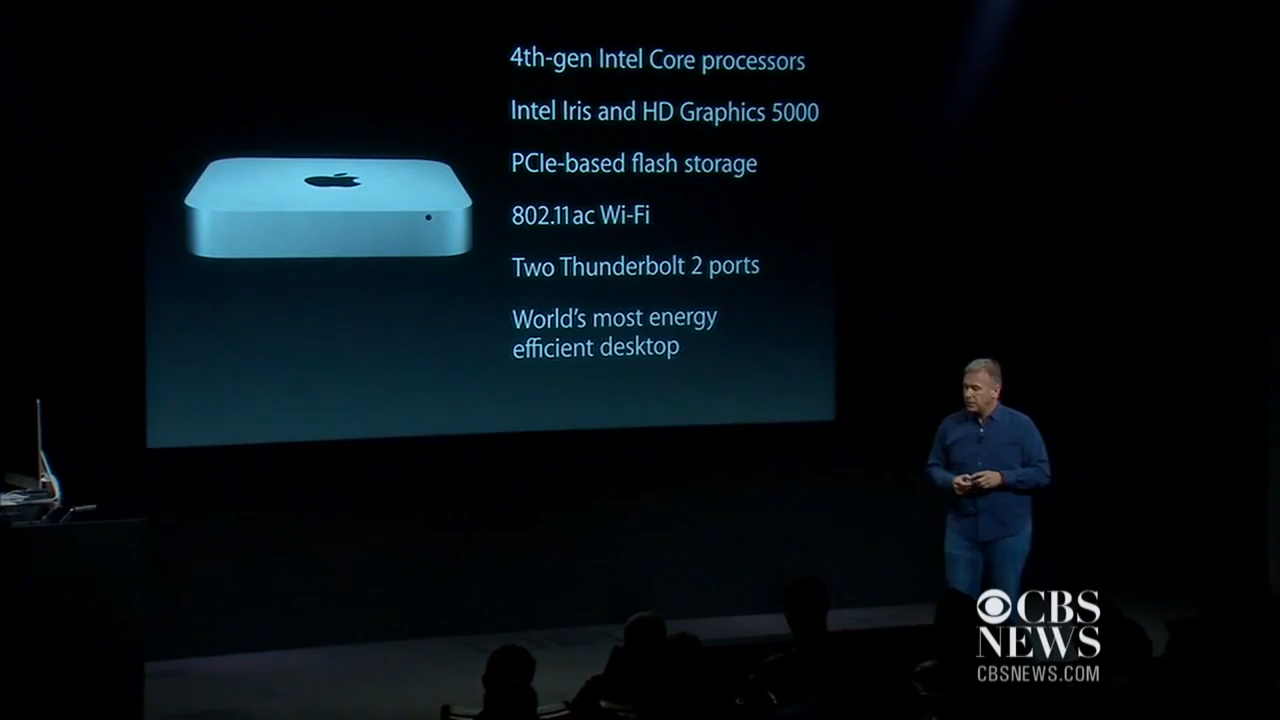 4th-gen Intel Core processors
Intel Iris and HD Graphics 5000
PCIe-based flash storage
802.11ac Wi-Fi
Two Thunderbolt 2 ports
World's most energy
efficient desktop
CBS
NEWS
CBSNEWS.COM